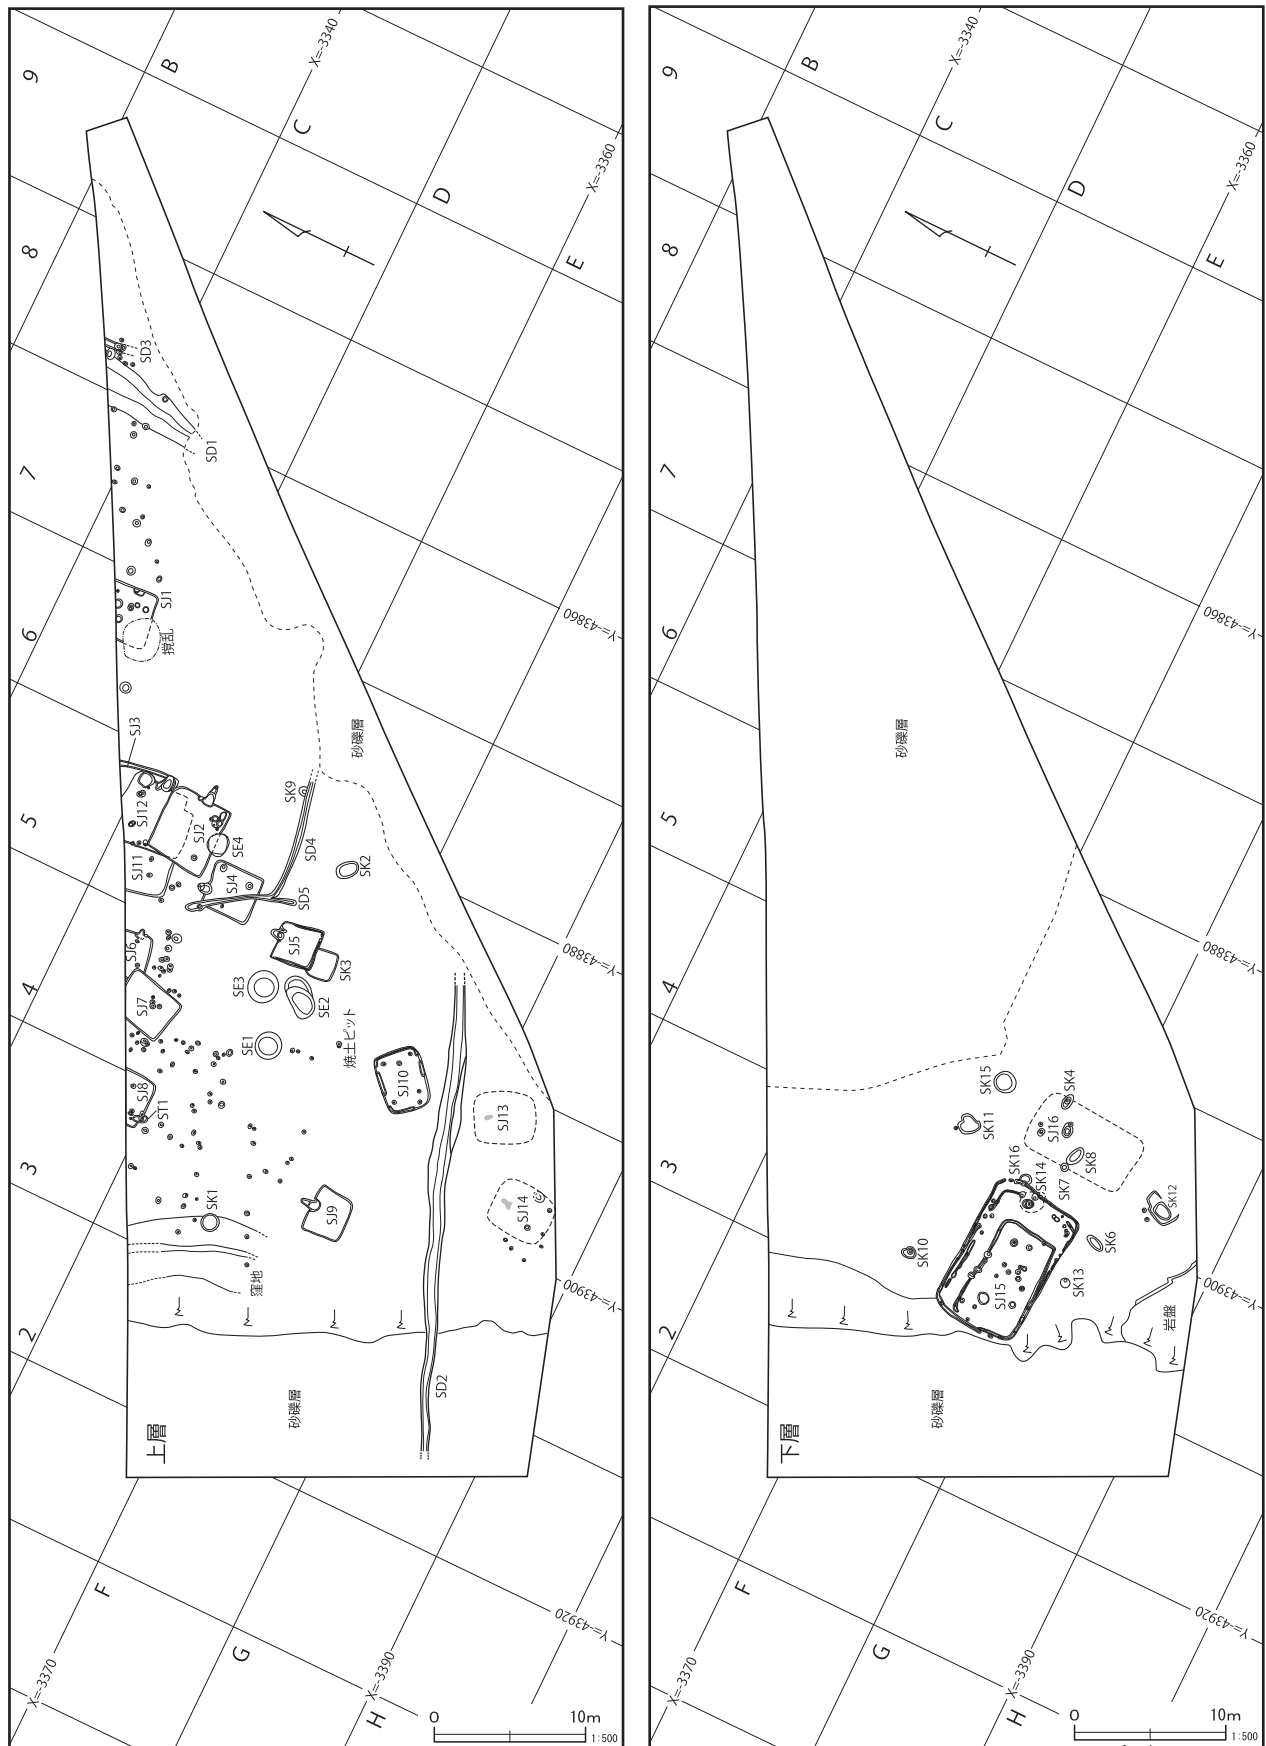 9
8
7
6
5
4
3
2
B
C
D
E
F
G
H
X=-3340
X=-3360
X=-3370
X=-3390
Y=-43860
Y=-43880
Y=-43900
Y=-43920
SD3
SD1
SJ1
撹乱
SJ3
SJ12
SJ2
SE4
SJ11
SJ4
SK9
SD4
SD5
SK2
砂礫層
SJ6
SJ7
SJ5
SK3
SE3
SE2
SE1
焼土ピット
SJ8
ST1
SJ10
SJ13
SJ14
SJ9
SK1
窪地
SD2
砂礫層
上層
0
10m
1:500
9
8
7
6
5
4
3
2
B
C
D
E
F
G
H
X=-3340
X=-3360
X=-3370
X=-3390
Y=-43860
Y=-43880
Y=-43900
Y=-43920
砂礫層
SK15
SK11
SK4
SJ16
SK16
SK14
SK8
SK7
SK12
SK10
SK6
SK13
SJ15
岩盤
砂礫層
下層
0
10m
1:500